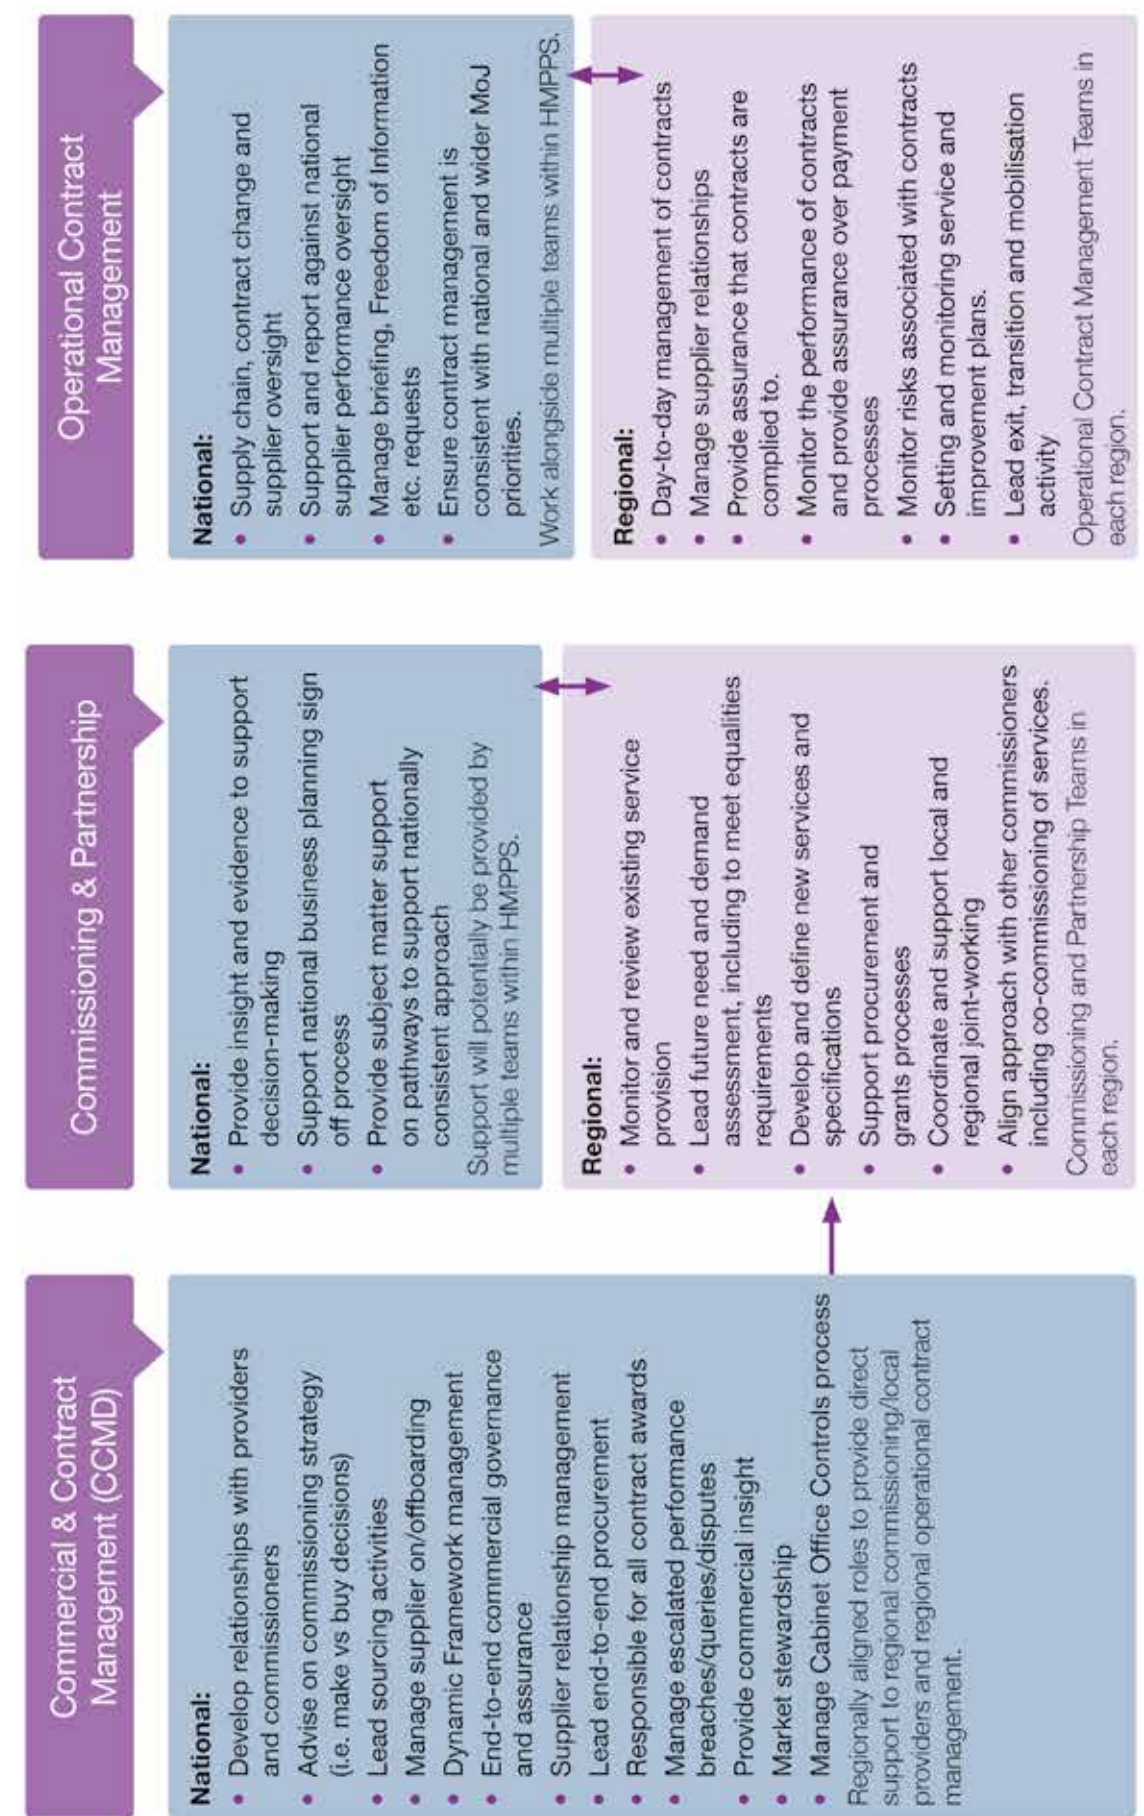 Commercial & Contract
Management (CCMD)
National:
• Develop relationships with providers
and commissioners
• Advise on commissioning strategy
(i.e. make vs buy decisions)
• Lead sourcing activities
• Manage supplier on/offboarding
• Dynamic Framework management
• End-to-end commercial governance
and assurance
• Supplier relationship management
• Lead end-to-end procurement
• Responsible for all contract awards
• Manage escalated performance
breaches/queries/disputes
• Provide commercial insight
• Market stewardship
• Manage Cabinet Office Controls process
Regionally aligned roles to provide direct
support to regional commissioning/local
providers and regional operational contract
management.
Commissioning & Partnership
National:
• Provide insight and evidence to support
decision-making
• Support national business planning sign
off process
• Provide subject matter support
on pathways to support nationally
consistent approach
Support will potentially be provided by
multiple teams within HMPPS.
Regional:
• Monitor and review existing service
provision
• Lead future need and demand
assessment, including to meet equalities
requirements
• Develop and define new services and
specifications
• Support procurement and
grants processes
• Coordinate and support local and
regional joint-working
• Align approach with other commissioners
including co-commissioning of services.
Commissioning and Partnership Teams in
each region.
Operational Contract
Management
National:
• Supply chain, contract change and
supplier oversight
• Support and report against national
supplier performance oversight
• Manage briefing, Freedom of Information
etc. requests
• Ensure contract management is
consistent with national and wider MoJ
priorities.
Work alongside multiple teams within HMPPS.
Regional:
• Day-to-day management of contracts
• Manage supplier relationships
• Provide assurance that contracts are
complied to.
• Monitor the performance of contracts
and provide assurance over payment
processes
• Monitor risks associated with contracts
• Setting and monitoring service and
improvement plans.
• Lead exit, transition and mobilisation
activity
Operational Contract Management Teams in
each region.